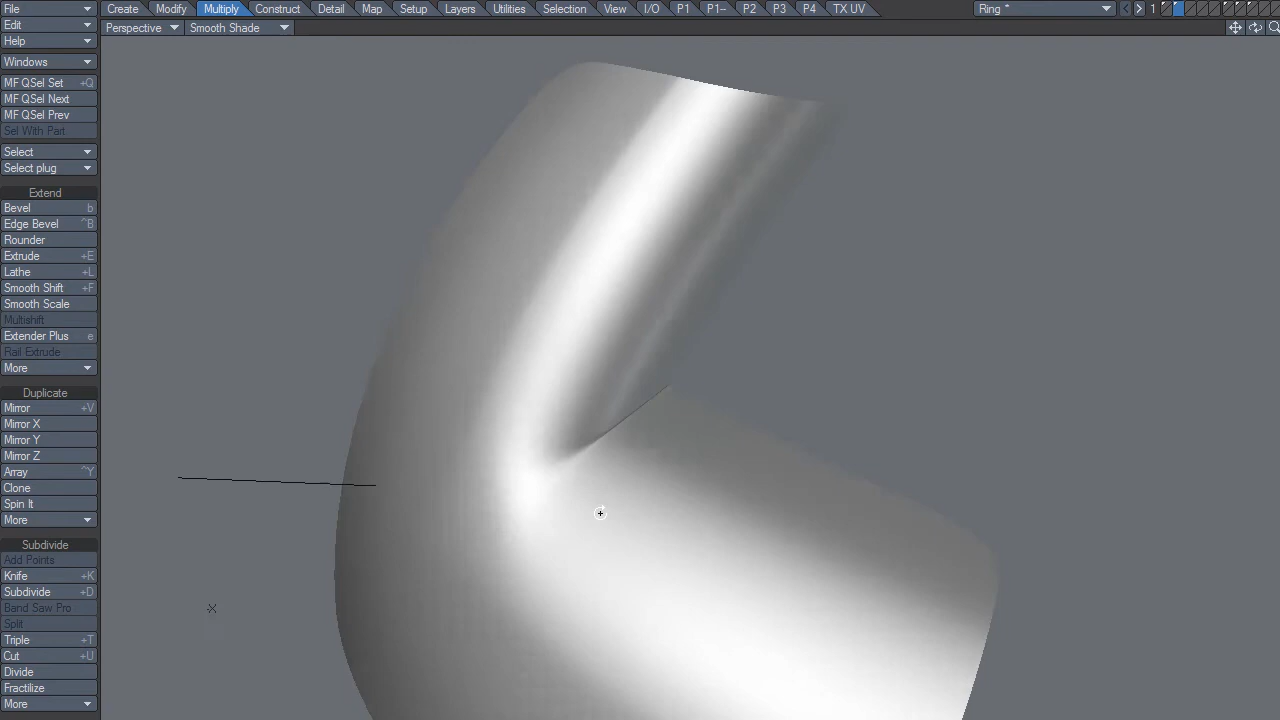 File Create Modify Multiply Construct Detail Map Setup Layers Utilities Selection View I/O P1 P1-- P2 P3 P4 TX UV Ring * 1
Edit Perspective Smooth Shade
Help
Windows
MF QSel Set +Q
MF QSel Next
MF QSel Prev
Sel With Part
Select
Select plug
Extend
Bevel b
Edge Bevel ^B
Rounder
Extrude +E
Lathe +L
Smooth Shift +F
Smooth Scale
Multishift
Extender Plus e
Rail Extrude
More
Duplicate
Mirror +V
Mirror X
Mirror Y
Mirror Z
Array ^Y
Clone
Spin It
More
Subdivide
Add Points
Knife +K
Subdivide +D
Band Saw Pro
Split
Triple +T
Cut +U
Divide
Fractilize
More